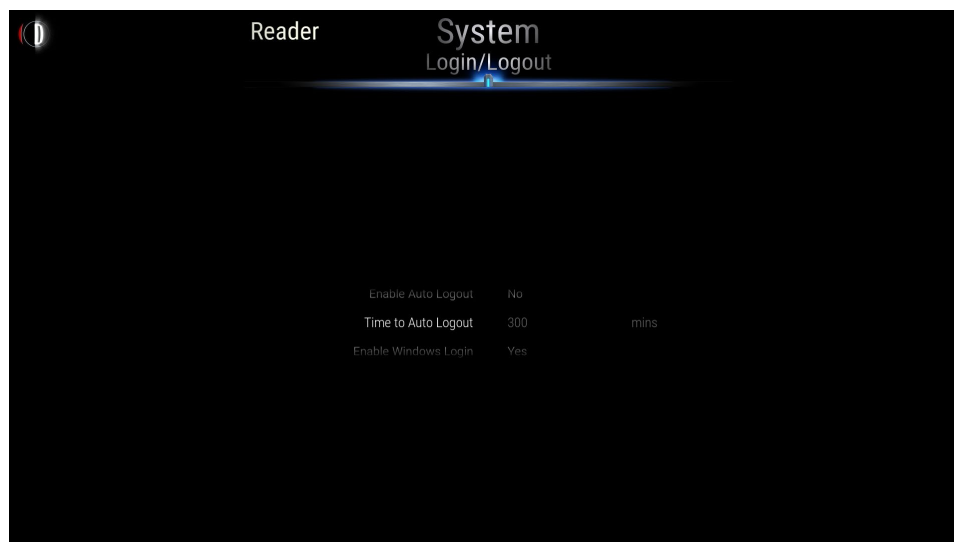 Reader System
Login/Logout
Enable Auto Logout No
Time to Auto Logout 300 mins
Enable Windows Login Yes